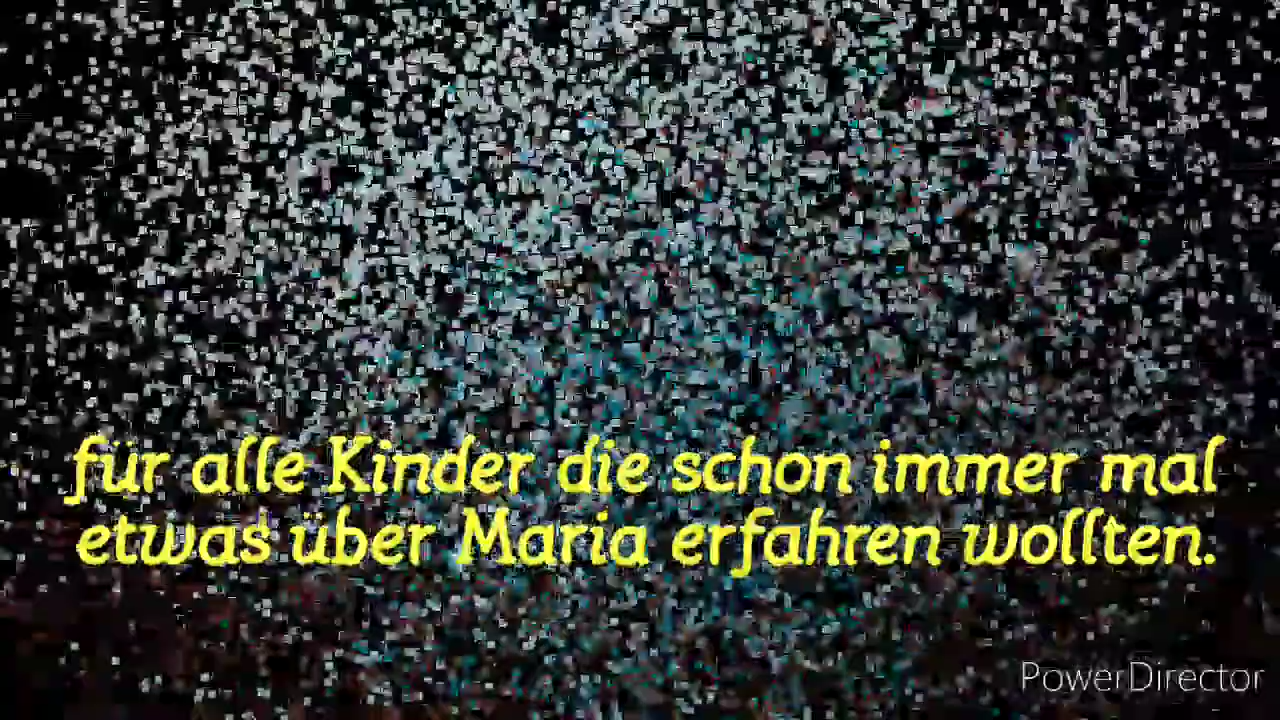 für alle Kinder die schon immer mal
etwas über Maria erfahren wollten.
PowerDirector